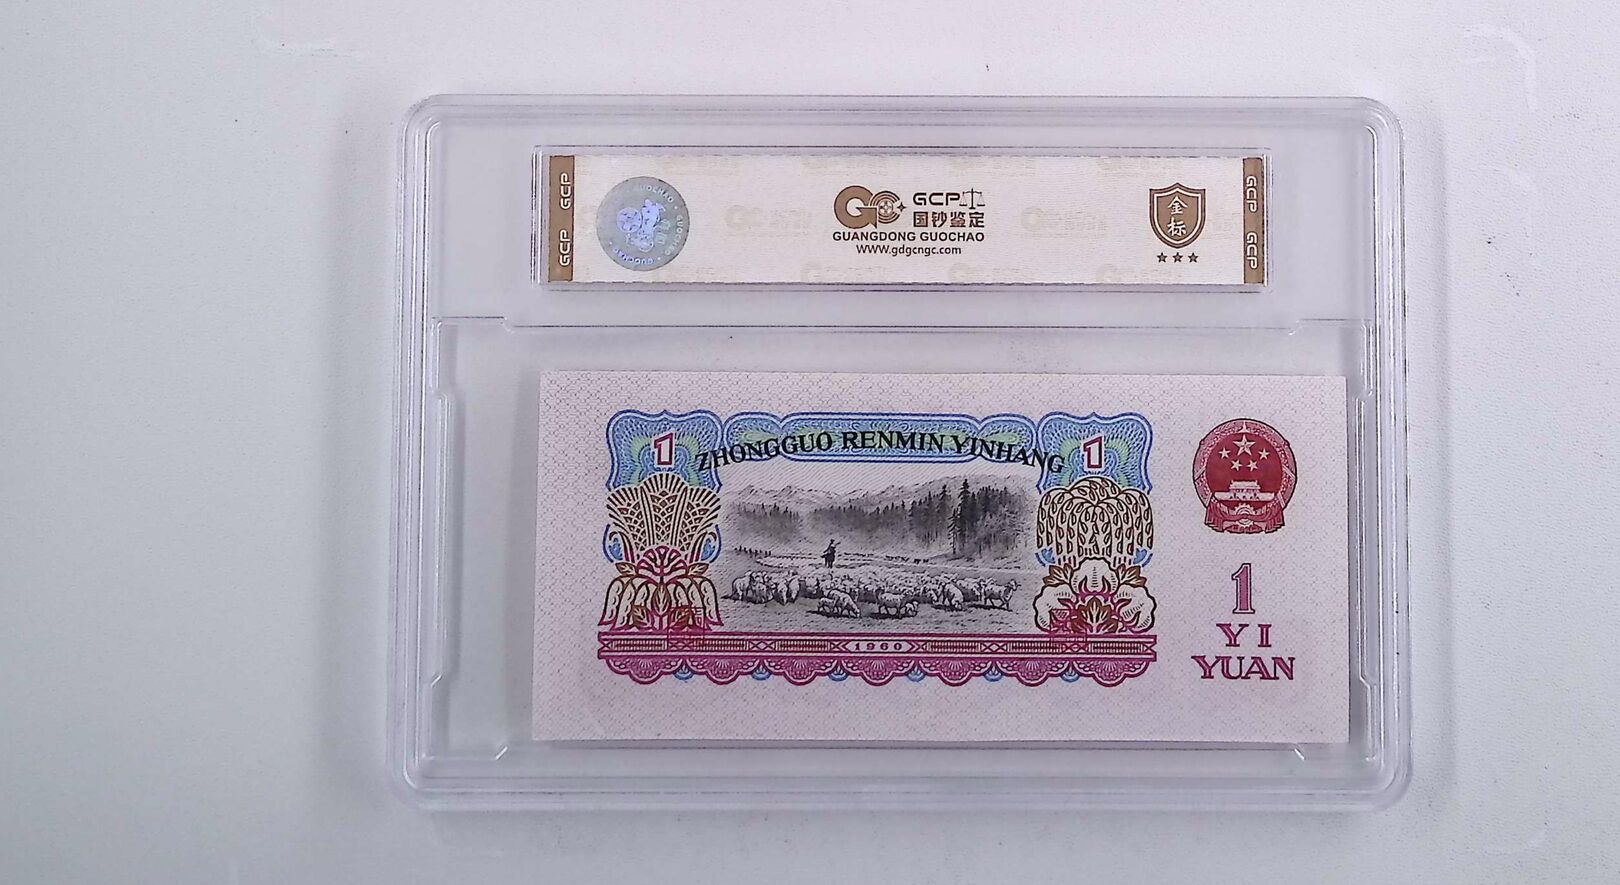 GCP GCP
GCP
国钞鉴定
GUANGDONG GUOCHAO
WWW.gdgcngc.com
金
标
GCP GCP
1 ZHONGGUO RENMIN YINHANG 1
1960
1
YI
YUAN